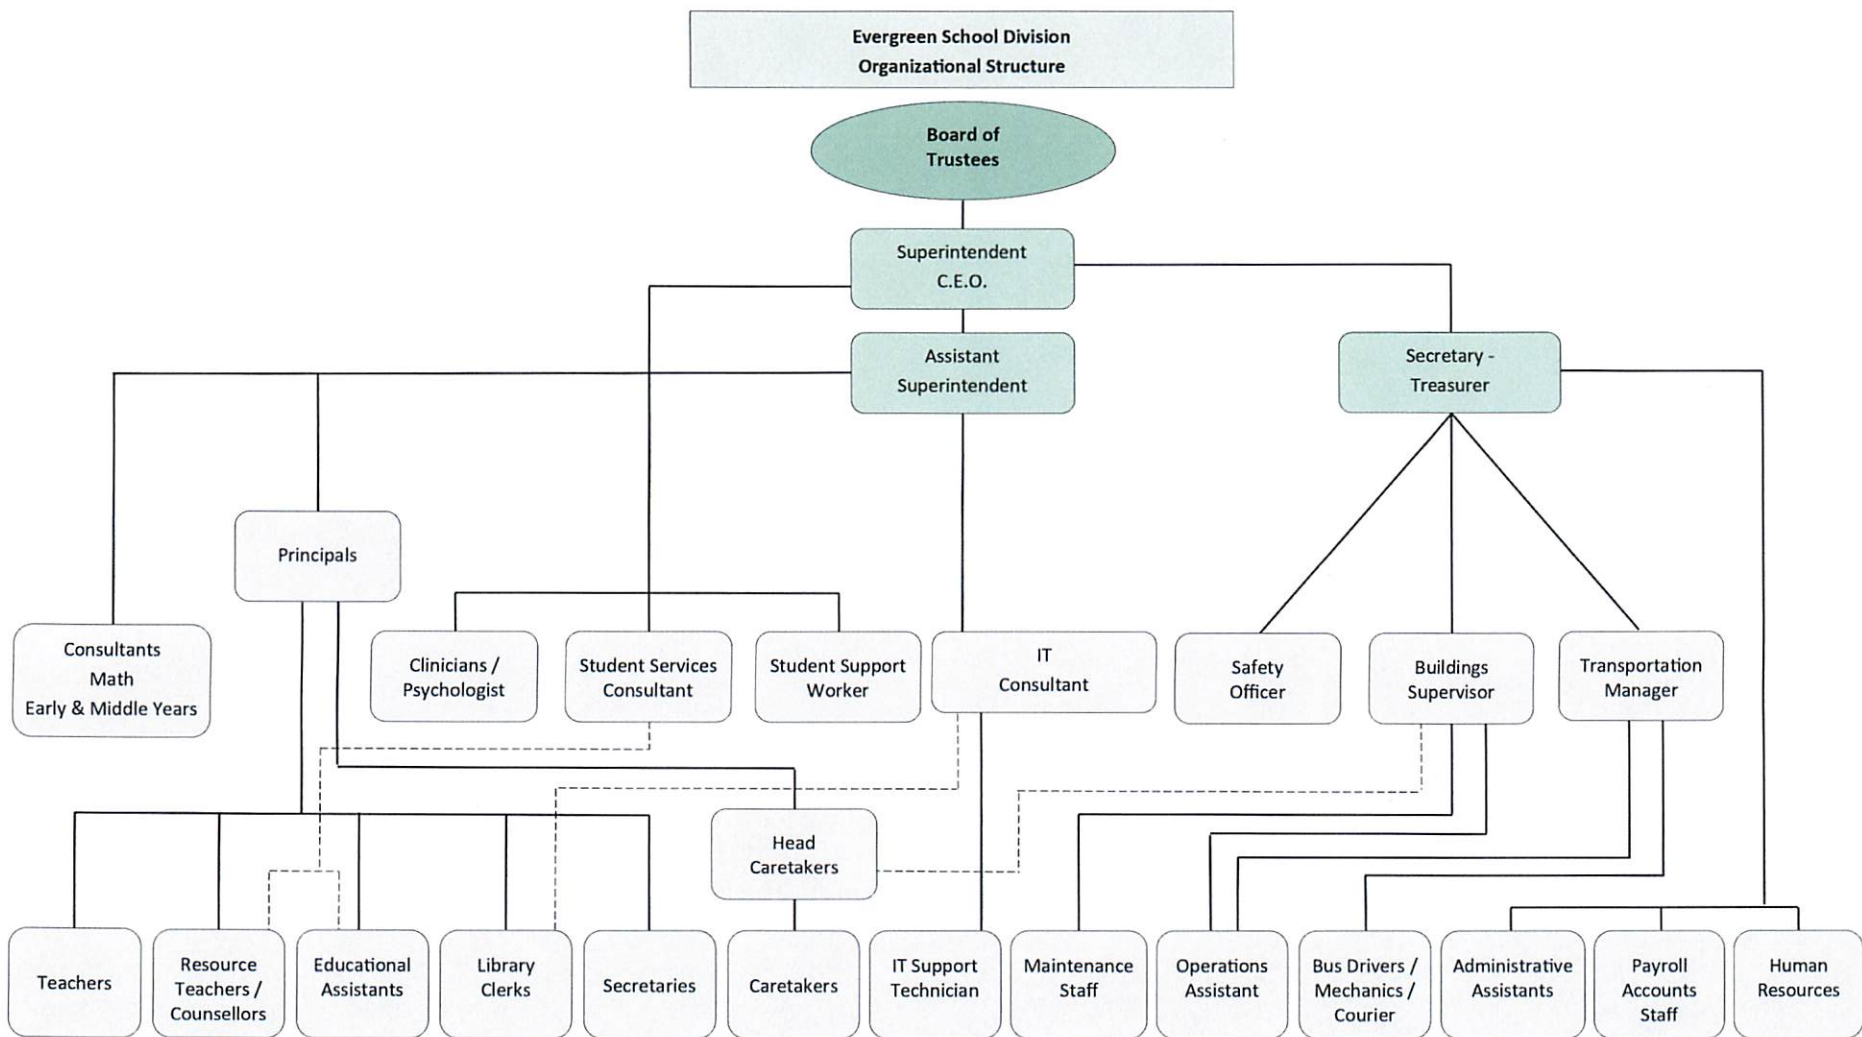 Evergreen School Division
Organizational Structure
Board of
Trustees
Superintendent
C.E.O.
Assistant
Superintendent
Secretary -
Treasurer
Principals
Consultants
Math
Early & Middle Years
Clinicians /
Psychologist
Student Services
Consultant
Student Support
Worker
IT
Consultant
Safety
Officer
Buildings
Supervisor
Transportation
Manager
Head
Caretakers
Teachers
Resource
Teachers /
Counsellors
Educational
Assistants
Library
Clerks
Secretaries
Caretakers
IT Support
Technician
Maintenance
Staff
Operations
Assistant
Bus Drivers /
Mechanics /
Courier
Administrative
Assistants
Payroll
Accounts
Staff
Human
Resources